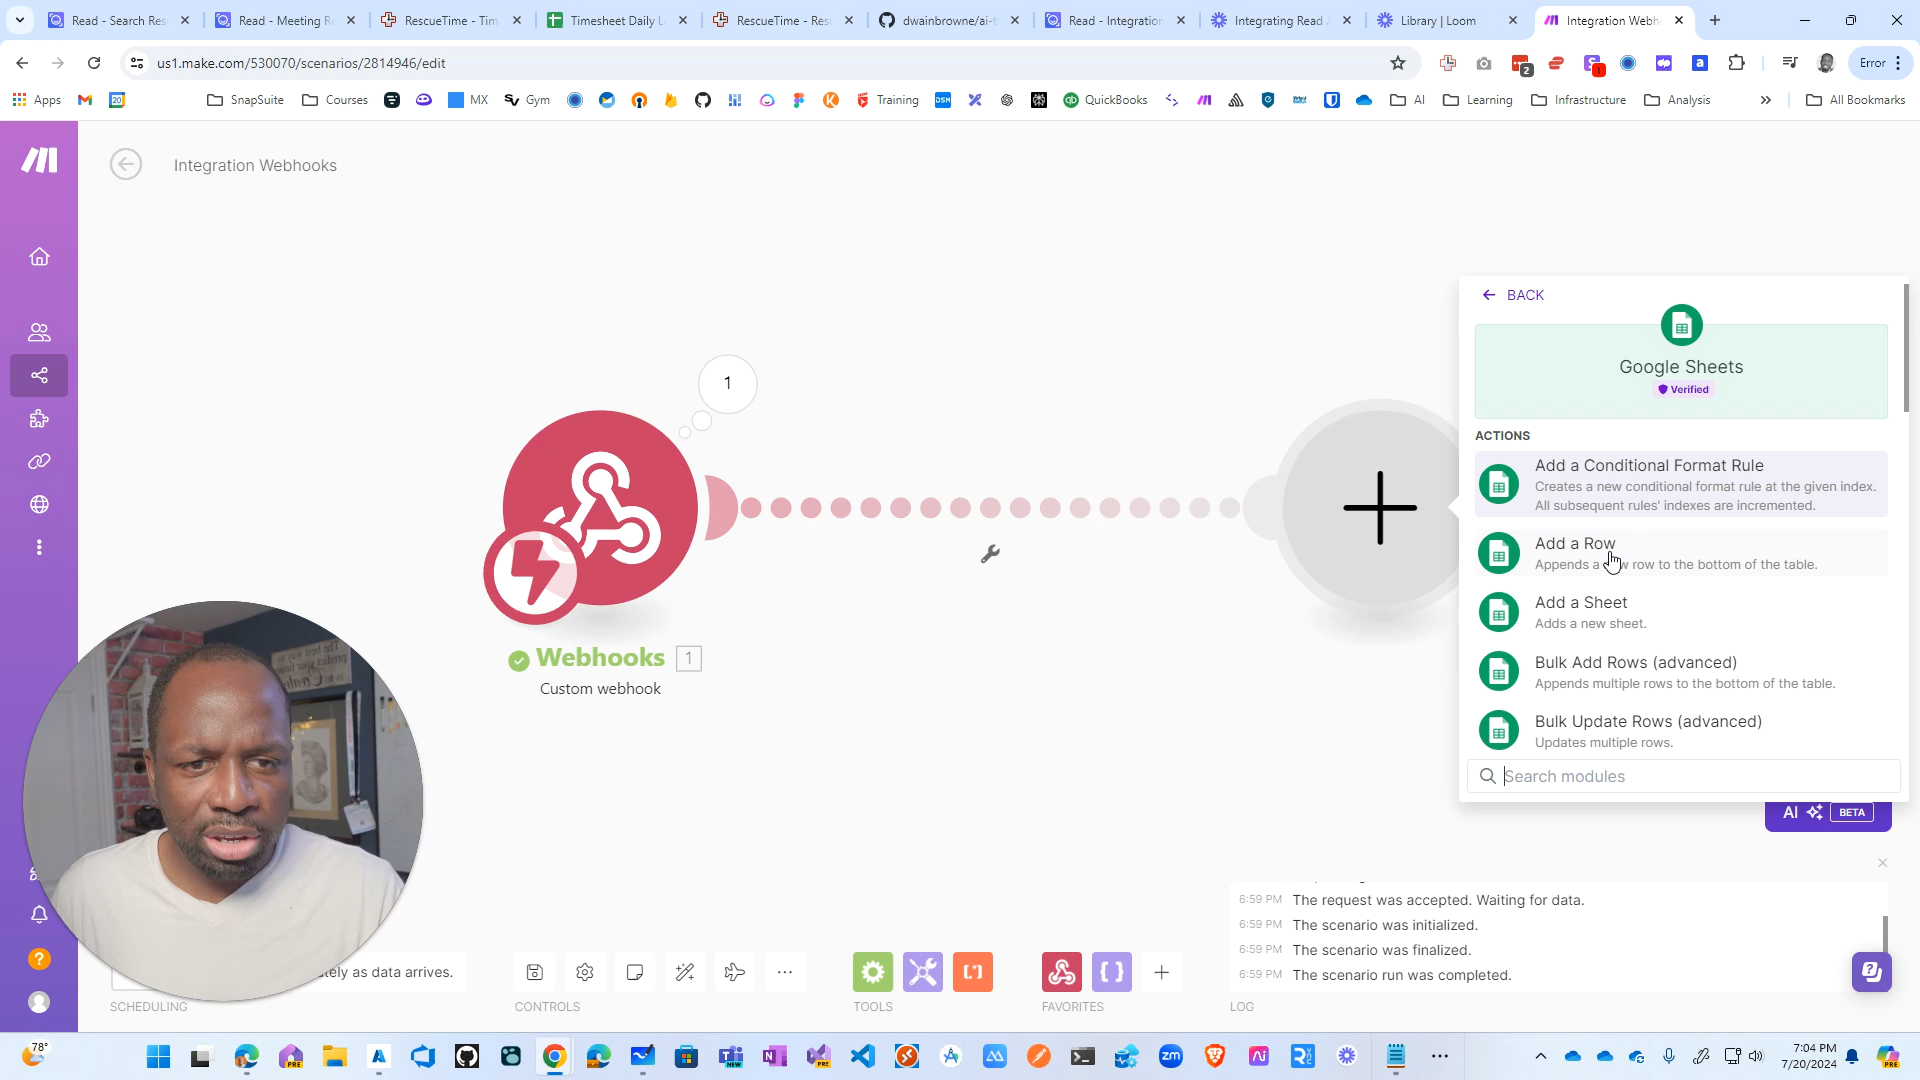 Read - Search Res
Read - Meeting R
RescueTime - Tim
Timesheet Daily L
RescueTime - Res
dwainbrowne/ai-t
Read - Integration
Integrating Read
Library | Loom
Integration Webh
us1.make.com/530070/scenarios/2814946/edit
2
1
Error
Apps
SnapSuite
Courses
MX
Gym
Training
QuickBooks
AI
Learning
Infrastructure
Analysis
All Bookmarks
Integration Webhooks
1
Webhooks 1
Custom webhook
BACK
Google Sheets
Verified
ACTIONS
Add a Conditional Format Rule
Creates a new conditional format rule at the given index.
All subsequent rules' indexes are incremented.
Add a Row
Appends a row to the bottom of the table.
Add a Sheet
Adds a new sheet.
Bulk Add Rows (advanced)
Appends multiple rows to the bottom of the table.
Bulk Update Rows (advanced)
Updates multiple rows.
Search modules
AI BETA
6:59 PM The request was accepted. Waiting for data.
6:59 PM The scenario was initialized.
6:59 PM The scenario was finalized.
6:59 PM The scenario run was completed.
tely as data arrives.
SCHEDULING
CONTROLS
TOOLS
FAVORITES
LOG
78°
7:04 PM
7/20/2024